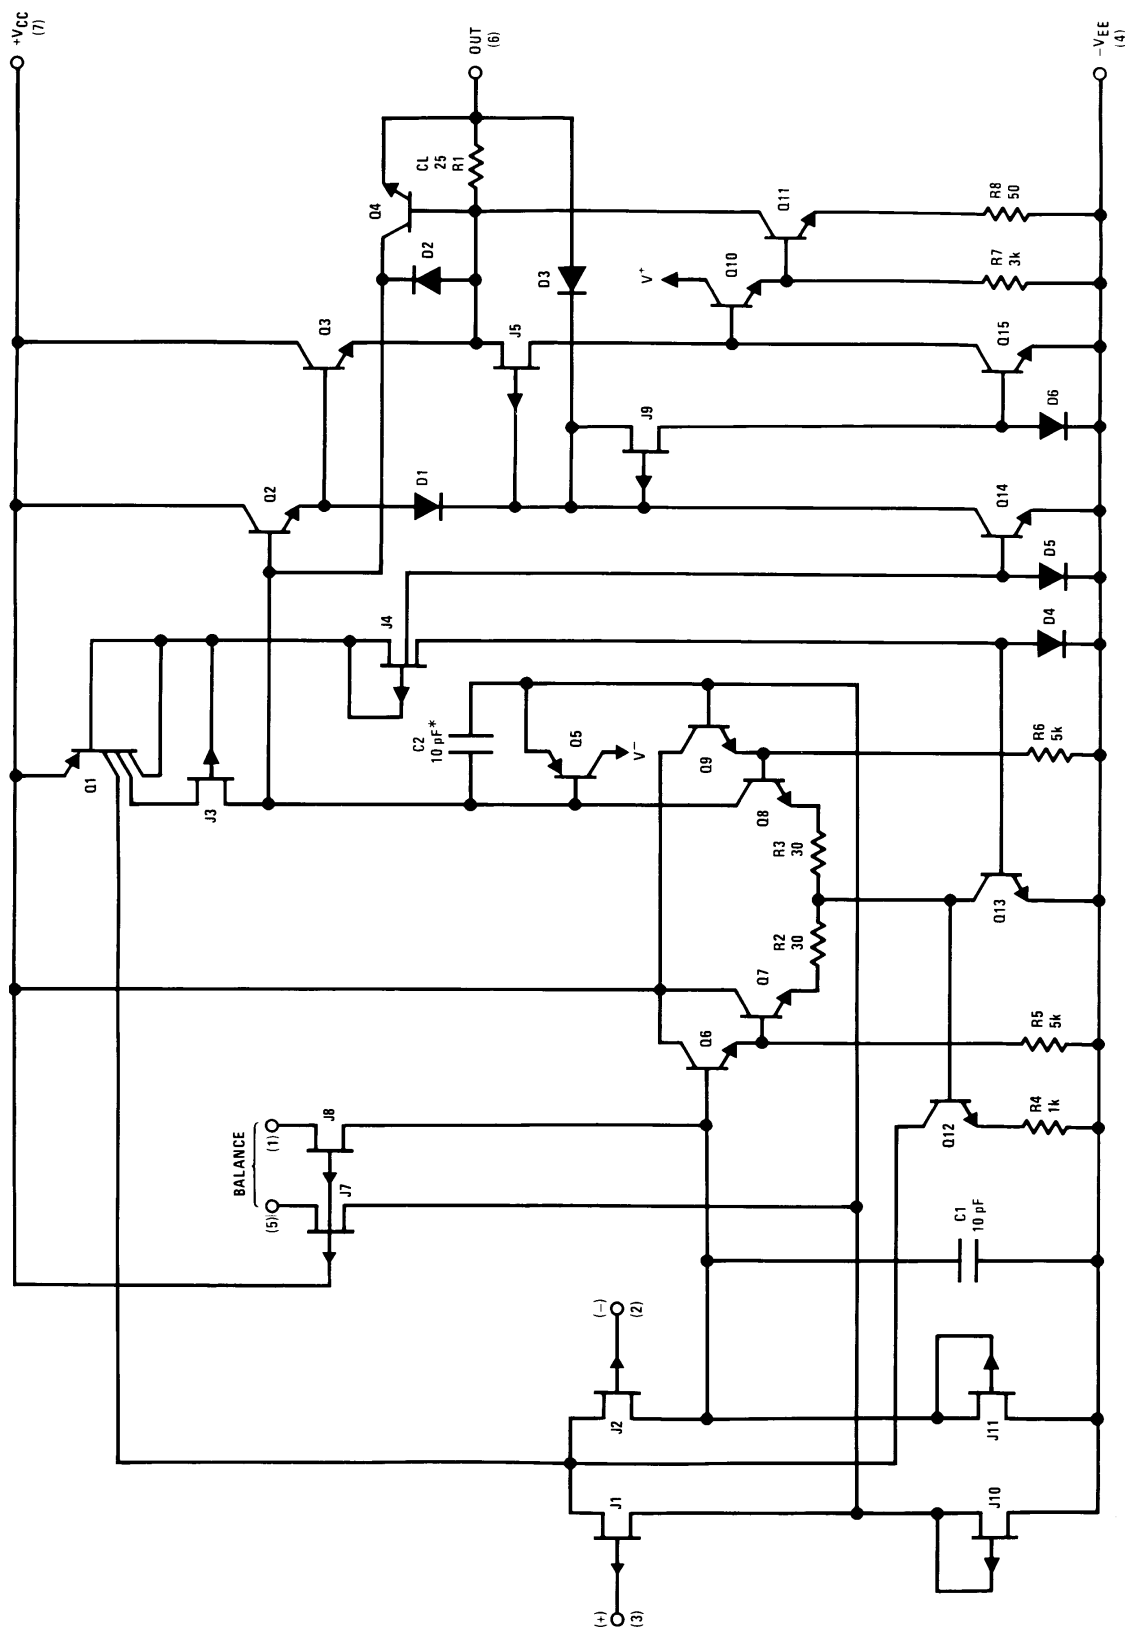 +VCC
(7)
OUT
(6)
−VEE
(4)
Q1
Q2
Q3
Q4
CL
25
R1
D2
D3
J5
V+
Q10
Q11
R8
50
R7
3k
D1
J9
Q15
D6
Q14
D5
D4
J4
J3
C2
10 pF*
Q5
V−
Q9
Q8
R6
5k
R3
30
R2
30
Q13
Q7
Q6
R5
5k
R4
1k
Q12
BALANCE
(1)
J8
(5)
J7
C1
10 pF
(−)
(2)
J2
J11
J1
J10
(+)
(3)